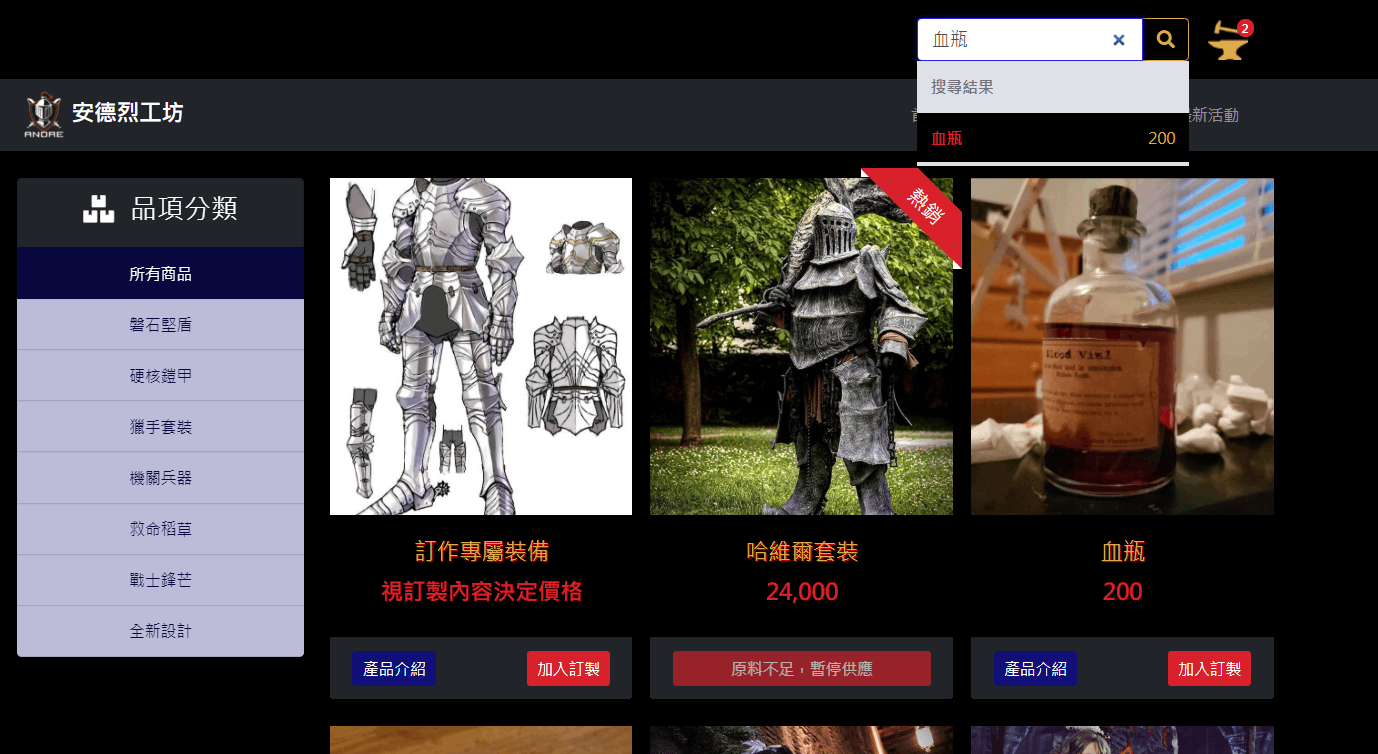 血瓶
2
搜尋結果
血瓶 200
ANDRE
安德烈工坊
最新活動
品項分類
所有商品
磐石堅盾
硬核鎧甲
獵手套裝
機關兵器
救命稻草
戰士鋒芒
全新設計
熱銷
Blood Vial
訂作專屬裝備
視訂製內容決定價格
產品介紹 加入訂製
哈維爾套裝
24,000
原料不足，暫停供應
血瓶
200
產品介紹 加入訂製